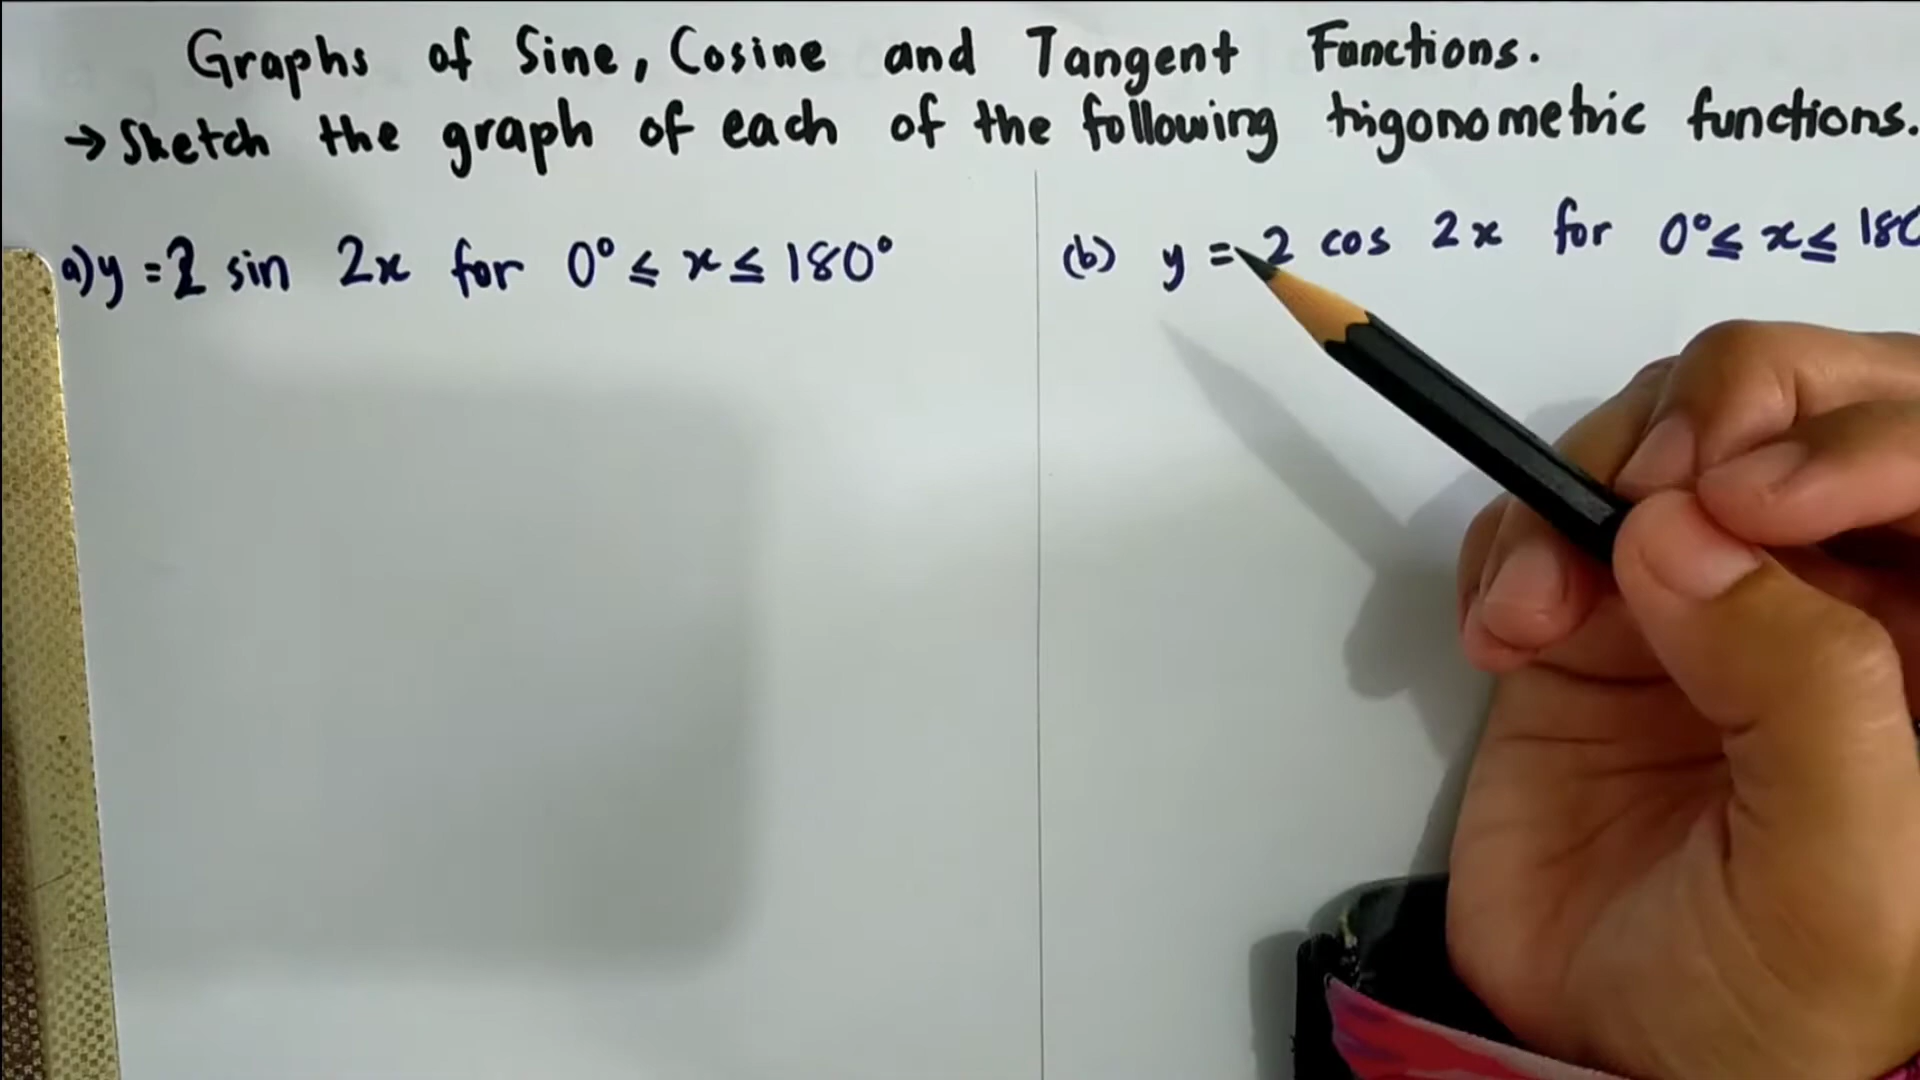 Graphs of Sine, Cosine and Tangent Functions.
→ Sketch the graph of each of the following trigonometric functions.
a) y = 2 sin 2x for 0° ≤ x ≤ 180°
(b) y = 2 cos 2x for 0° ≤ x ≤ 180